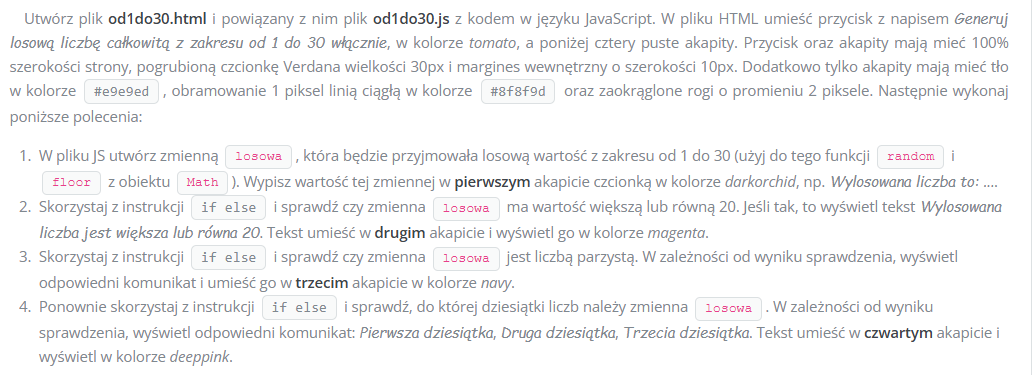 Utwórz plik od1do30.html i powiązany z nim plik od1do30.js z kodem w języku JavaScript. W pliku HTML umieść przycisk z napisem Generuj
losową liczbę całkowitą z zakresu od 1 do 30 włącznie, w kolorze tomato, a poniżej cztery puste akapity. Przycisk oraz akapity mają mieć 100%
szerokości strony, pogrubioną czcionkę Verdana wielkości 30px i margines wewnętrzny o szerokości 10px. Dodatkowo tylko akapity mają mieć tło
w kolorze #e9e9ed , obramowanie 1 piksel linią ciągłą w kolorze #8f8f9d oraz zaokrąglone rogi o promieniu 2 piksele. Następnie wykonaj
poniższe polecenia:
1. W pliku JS utwórz zmienną losowa , która będzie przyjmowała losową wartość z zakresu od 1 do 30 (użyj do tego funkcji random i
floor z obiektu Math ). Wypisz wartość tej zmiennej w pierwszym akapicie czcionką w kolorze darkorchid, np. Wylosowana liczba to: ....
2. Skorzystaj z instrukcji if else i sprawdź czy zmienna losowa ma wartość większą lub równą 20. Jeśli tak, to wyświetl tekst Wylosowana
liczba jest większa lub równa 20. Tekst umieść w drugim akapicie i wyświetl go w kolorze magenta.
3. Skorzystaj z instrukcji if else i sprawdź czy zmienna losowa jest liczbą parzystą. W zależności od wyniku sprawdzenia, wyświetl
odpowiedni komunikat i umieść go w trzecim akapicie w kolorze navy.
4. Ponownie skorzystaj z instrukcji if else i sprawdź, do której dziesiątki liczb należy zmienna losowa . W zależności od wyniku
sprawdzenia, wyświetl odpowiedni komunikat: Pierwsza dziesiątka, Druga dziesiątka, Trzecia dziesiątka. Tekst umieść w czwartym akapicie i
wyświetl w kolorze deeppink.